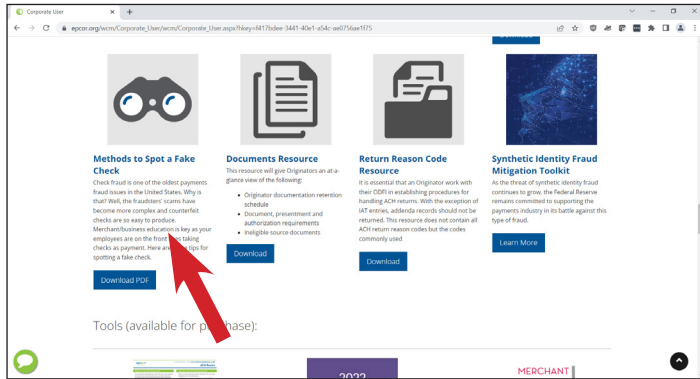 Corporate User
epcor.org/wcm/Corporate_User/wcm/Corporate_User.aspx?hkey=f417bdee-3441-40e1-a54c-ae0756ae1f75
Methods to Spot a Fake
Check
Check fraud is one of the oldest payments
fraud issues in the United States. Why is
that? Well, the fraudsters' scams have
become more complex and counterfeit
checks are so easy to produce.
Merchant/business education is key as your
employees are on the front taking
checks as payment. Here are tips for
spotting a fake check.
Download PDF
Documents Resource
This resource will give Originators an at-a-
glance view of the following:
• Originator documentation retention
schedule
• Document, presentment and
authorization requirements
• Ineligible source documents
Download
Return Reason Code
Resource
It is essential that an Originator work with
their ODFI in establishing procedures for
handling ACH returns. With the exception of
IAT entries, addenda records should not be
returned. This resource does not contain all
ACH return reason codes but the codes
commonly used
Download
Synthetic Identity Fraud
Mitigation Toolkit
As the threat of synthetic identity fraud
continues to grow, the Federal Reserve
remains committed to supporting the
payments industry in its battle against this
type of fraud.
Learn More
Tools (available for purchase):
2022
MERCHANT